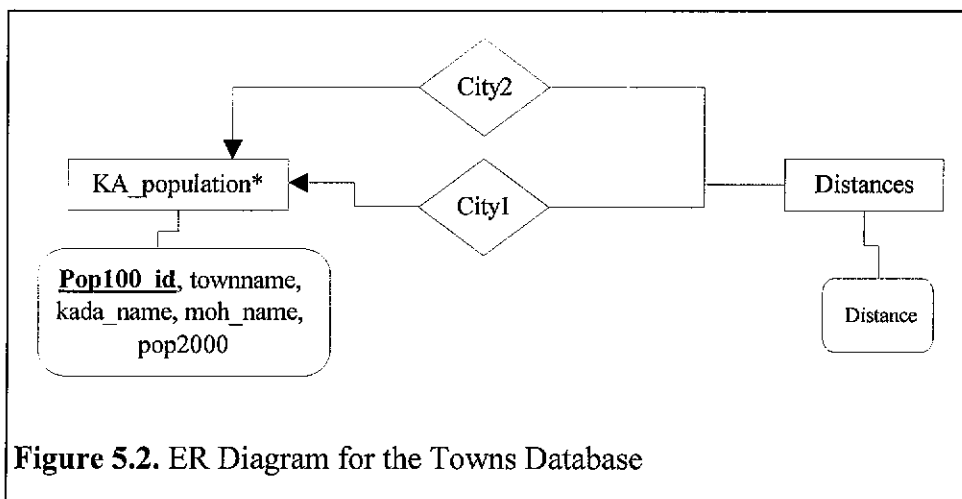 City2
KA_population*
City1
Distances
Pop100_id, townname,
kada_name, moh_name,
pop2000
Distance
Figure 5.2. ER Diagram for the Towns Database